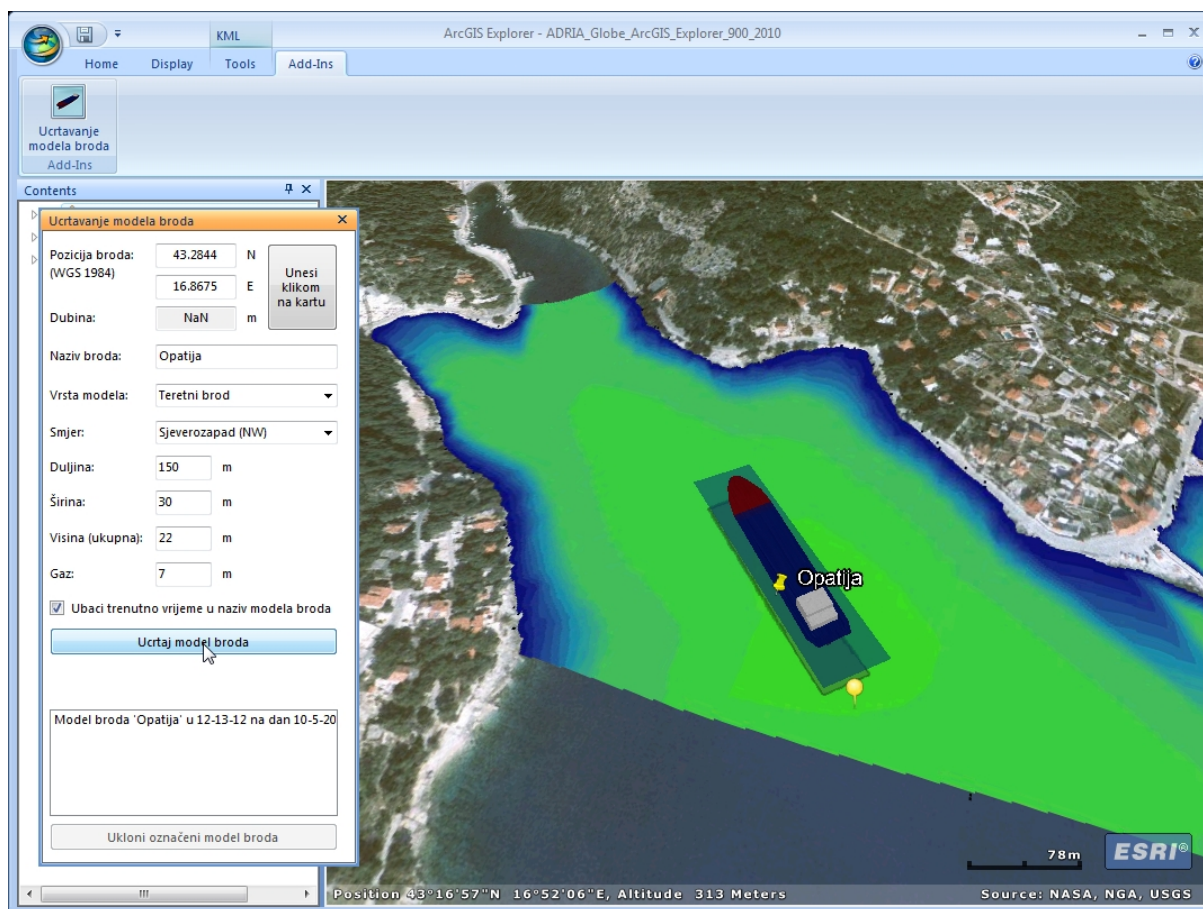 ArcGIS Explorer - ADRIA_Globe_ArcGIS_Explorer_900_2010
KML
Home Display Tools Add-Ins
Ucrtavanje
modela broda
Add-Ins
Contents
Ucrtavanje modela broda
Pozicija broda: 43.2844 N
(WGS 1984)
16.8675 E
Unesi
klikom
na kartu
Dubina: NaN m
Naziv broda: Opatija
Vrsta modela: Teretni brod
Smjer: Sjeverozapad (NW)
Duljina: 150 m
Širina: 30 m
Visina (ukupna): 22 m
Gaz: 7 m
Ubaci trenutno vrijeme u naziv modela broda
Ucrtaj model broda
Model broda 'Opatija' u 12-13-12 na dan 10-5-20
Ukloni označeni model broda
Opatija
78m
ESRI®
Position 43°16'57"N 16°52'06"E, Altitude 313 Meters
Source: NASA, NGA, USGS